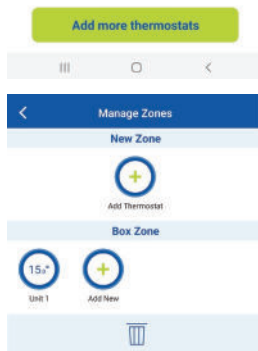 Add more thermostats
Manage Zones
New Zone
Add Thermostat
Box Zone
15.0°
Unit 1 Add New